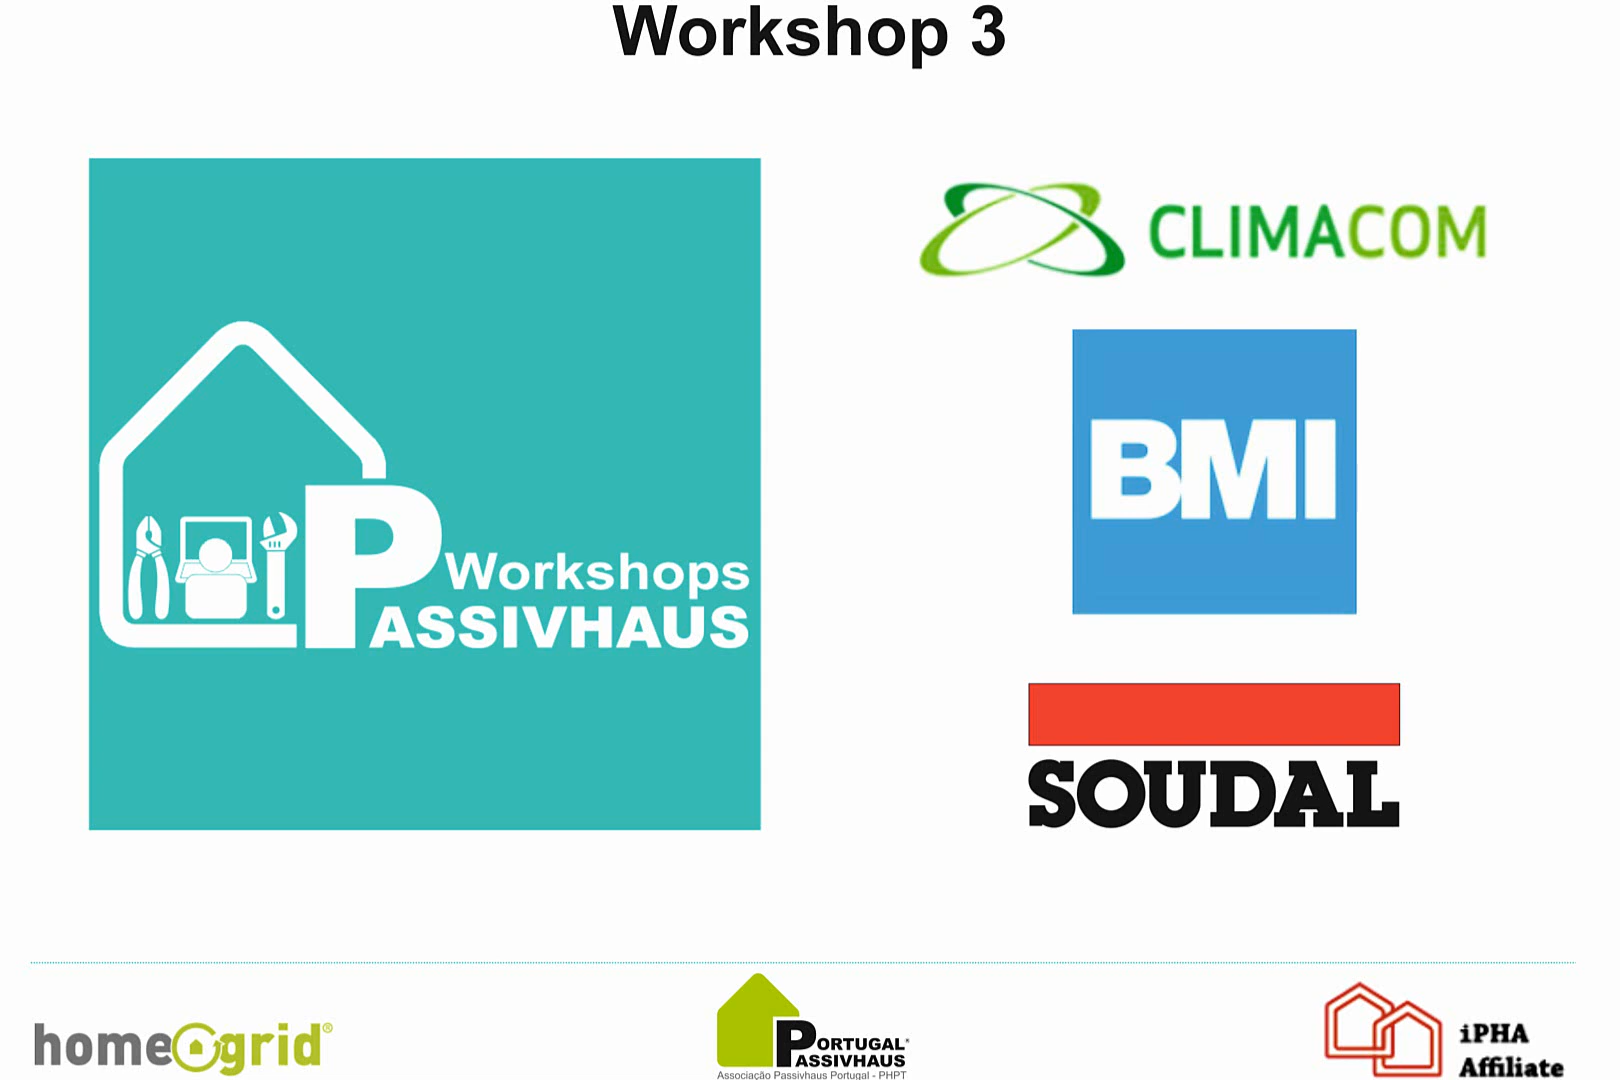 Workshop 3
CLIMACOM
BMI
Workshops
PASSIVHAUS
SOUDAL
homegrid®
PORTUGAL®
PASSIVHAUS
Associação Passivhaus Portugal - PHPT
iPHA
Affiliate